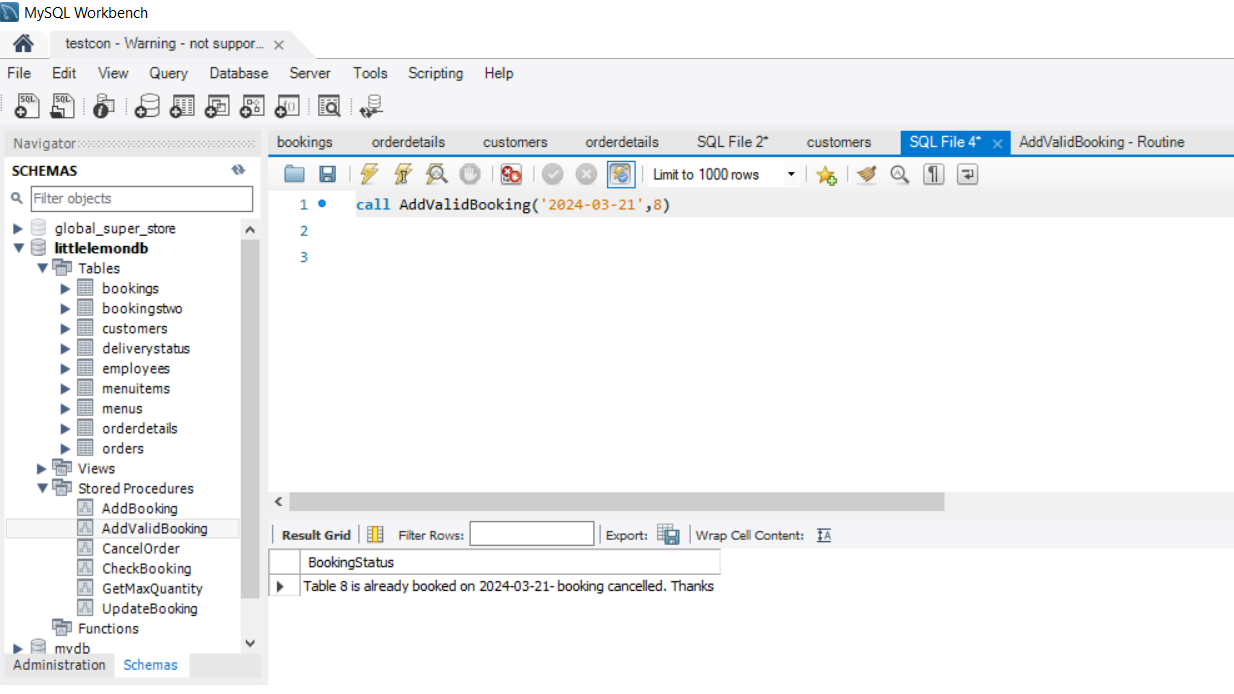 MySQL Workbench
testcon - Warning - not suppor...
File Edit View Query Database Server Tools Scripting Help
SQL SQL
Navigator
bookings orderdetails customers orderdetails SQL File 2* customers SQL File 4* AddValidBooking - Routine
SCHEMAS
Limit to 1000 rows
Filter objects
1 call AddValidBooking('2024-03-21',8)
2
3
global_super_store
littlelemondb
Tables
bookings
bookingstwo
customers
deliverystatus
employees
menuitems
menus
orderdetails
orders
Views
Stored Procedures
AddBooking
AddValidBooking
CancelOrder
CheckBooking
GetMaxQuantity
UpdateBooking
Functions
mydb
Administration Schemas
Result Grid Filter Rows: Export: Wrap Cell Content: IA
BookingStatus
Table 8 is already booked on 2024-03-21- booking cancelled. Thanks